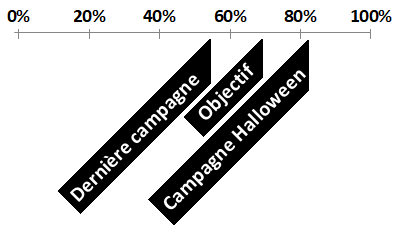 0% 20% 40% 60% 80% 100%
Dernière campagne
Objectif
Campagne Halloween